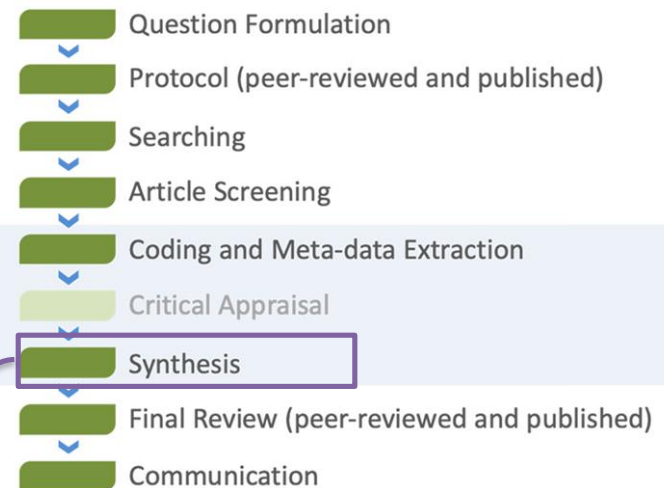 Question Formulation
Protocol (peer-reviewed and published)
Searching
Article Screening
Coding and Meta-data Extraction
Critical Appraisal
Synthesis
Final Review (peer-reviewed and published)
Communication